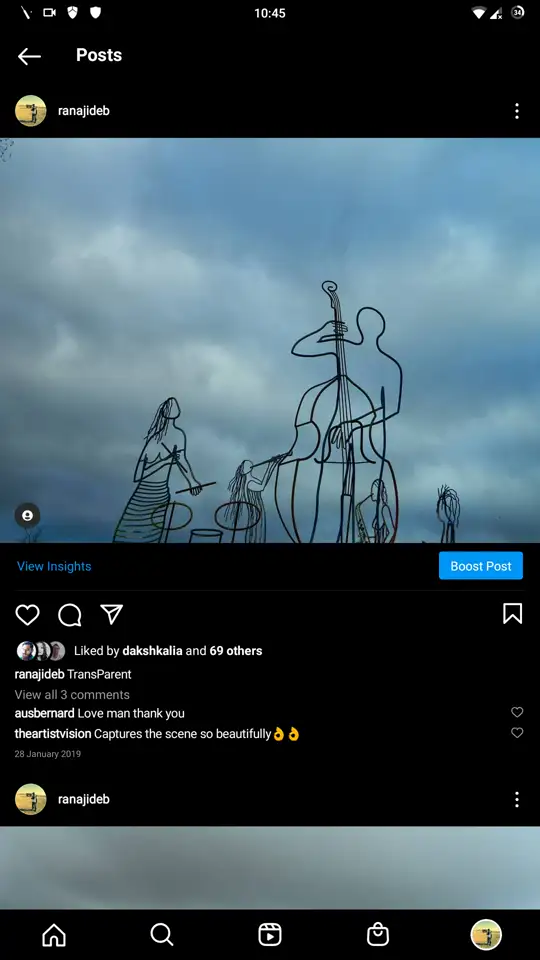 10:45
34
Posts
ranajideb
View Insights
Boost Post
Liked by dakshkalia and 69 others
ranajideb TransParent
View all 3 comments
ausbernard Love man thank you
theartistvision Captures the scene so beautifully👌👌
28 January 2019
ranajideb